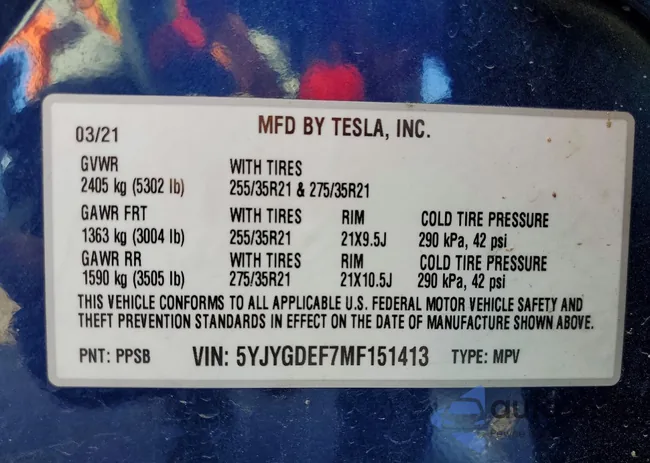 03/21 MFD BY TESLA, INC.
GVWR WITH TIRES
2405 kg (5302 lb) 255/35R21 & 275/35R21
GAWR FRT WITH TIRES RIM COLD TIRE PRESSURE
1363 kg (3004 lb) 255/35R21 21X9.5J 290 kPa, 42 psi
GAWR RR WITH TIRES RIM COLD TIRE PRESSURE
1590 kg (3505 lb) 275/35R21 21X10.5J 290 kPa, 42 psi
THIS VEHICLE CONFORMS TO ALL APPLICABLE U.S. FEDERAL MOTOR VEHICLE SAFETY AND
THEFT PREVENTION STANDARDS IN EFFECT ON THE DATE OF MANUFACTURE SHOWN ABOVE.
PNT: PPSB VIN: 5YJYGDEF7MF151413 TYPE: MPV